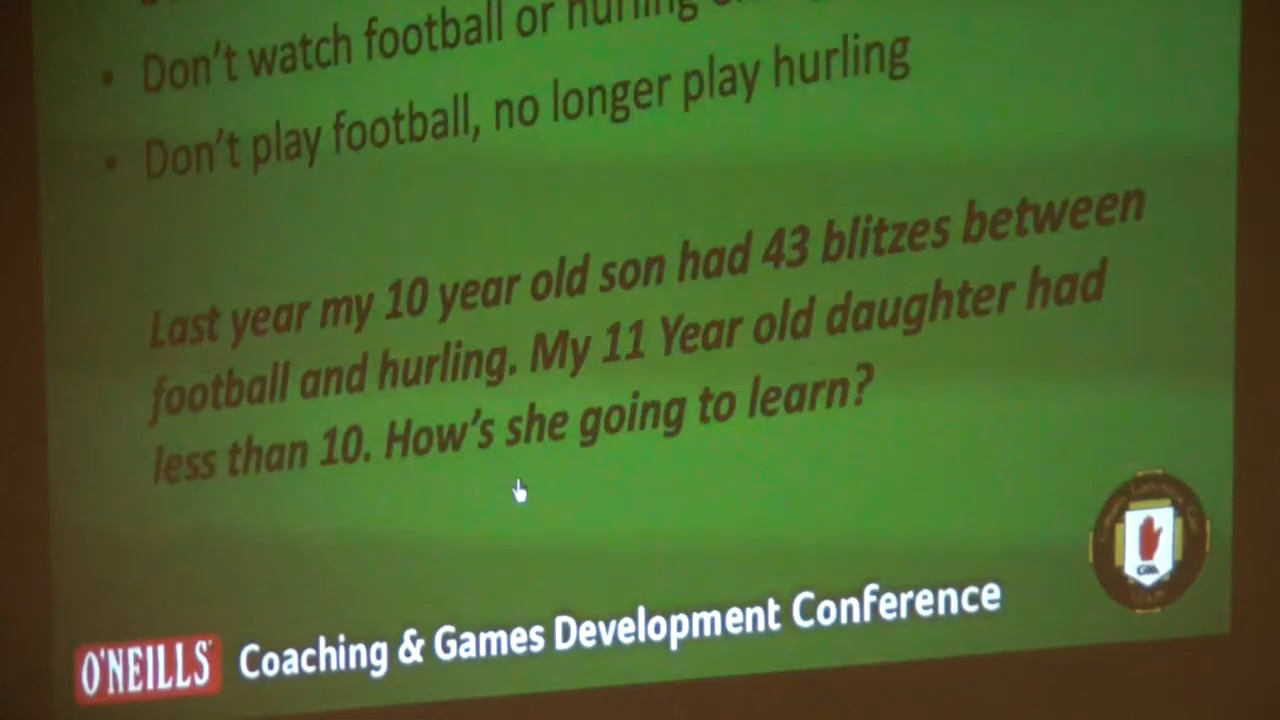 • Don't watch football or hurling
• Don't play football, no longer play hurling
Last year my 10 year old son had 43 blitzes between
football and hurling. My 11 Year old daughter had
less than 10. How's she going to learn?
O'NEILLS Coaching & Games Development Conference